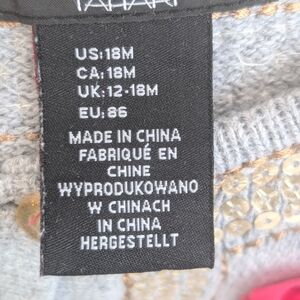 TAHARI
US:18M
CA:18M
UK:12-18M
EU:86
MADE IN CHINA
FABRIQUÉ EN
CHINE
WYPRODUKOWANO
W CHINACH
IN CHINA
HERGESTELLT